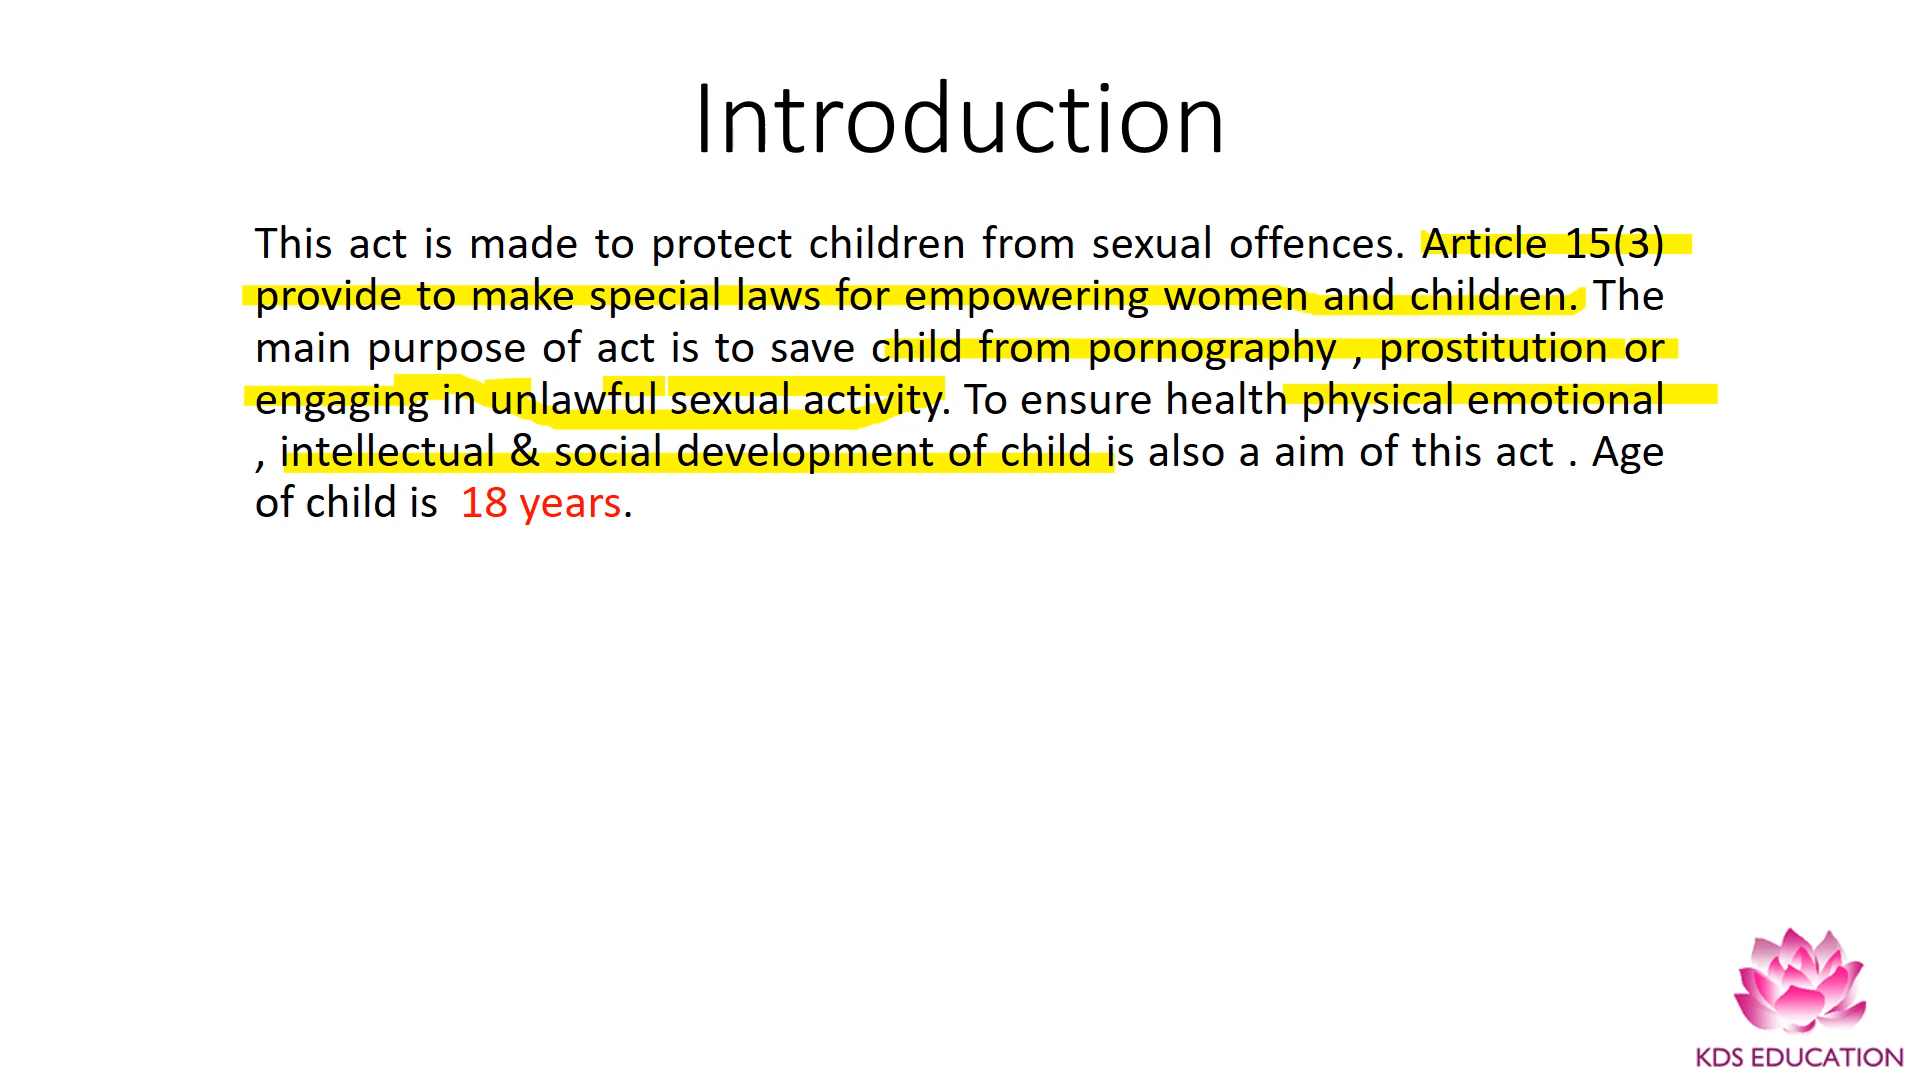 Introduction
This act is made to protect children from sexual offences. Article 15(3)
provide to make special laws for empowering women and children. The
main purpose of act is to save child from pornography , prostitution or
engaging in unlawful sexual activity. To ensure health physical emotional
, intellectual & social development of child is also a aim of this act . Age
of child is 18 years.
KDS EDUCATION